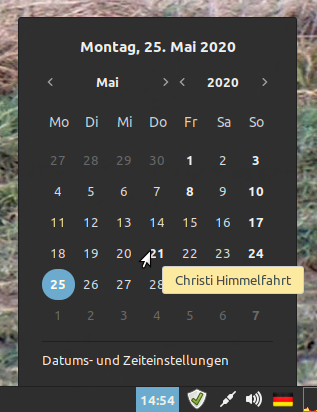 Montag, 25. Mai 2020
Mai 2020
Mo Di Mi Do Fr Sa So
27 28 29 30 1 2 3
4 5 6 7 8 9 10
11 12 13 14 15 16 17
18 19 20 21 22 23 24
25 26 27 28
Christi Himmelfahrt
1 2 3 4 5 6 7
Datums- und Zeiteinstellungen
14:54